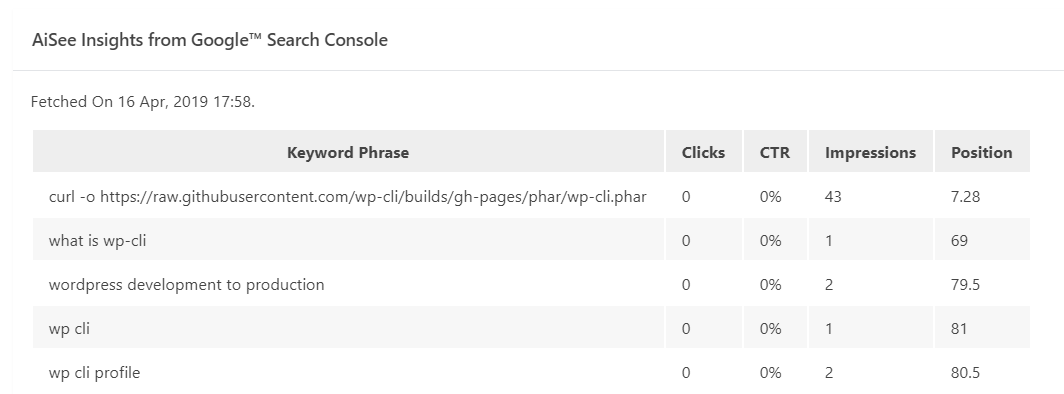 AiSee Insights from Google™ Search Console
Fetched On 16 Apr, 2019 17:58.
Keyword Phrase Clicks CTR Impressions Position
curl -o https://raw.githubusercontent.com/wp-cli/builds/gh-pages/phar/wp-cli.phar 0 0% 43 7.28
what is wp-cli 0 0% 1 69
wordpress development to production 0 0% 2 79.5
wp cli 0 0% 1 81
wp cli profile 0 0% 2 80.5